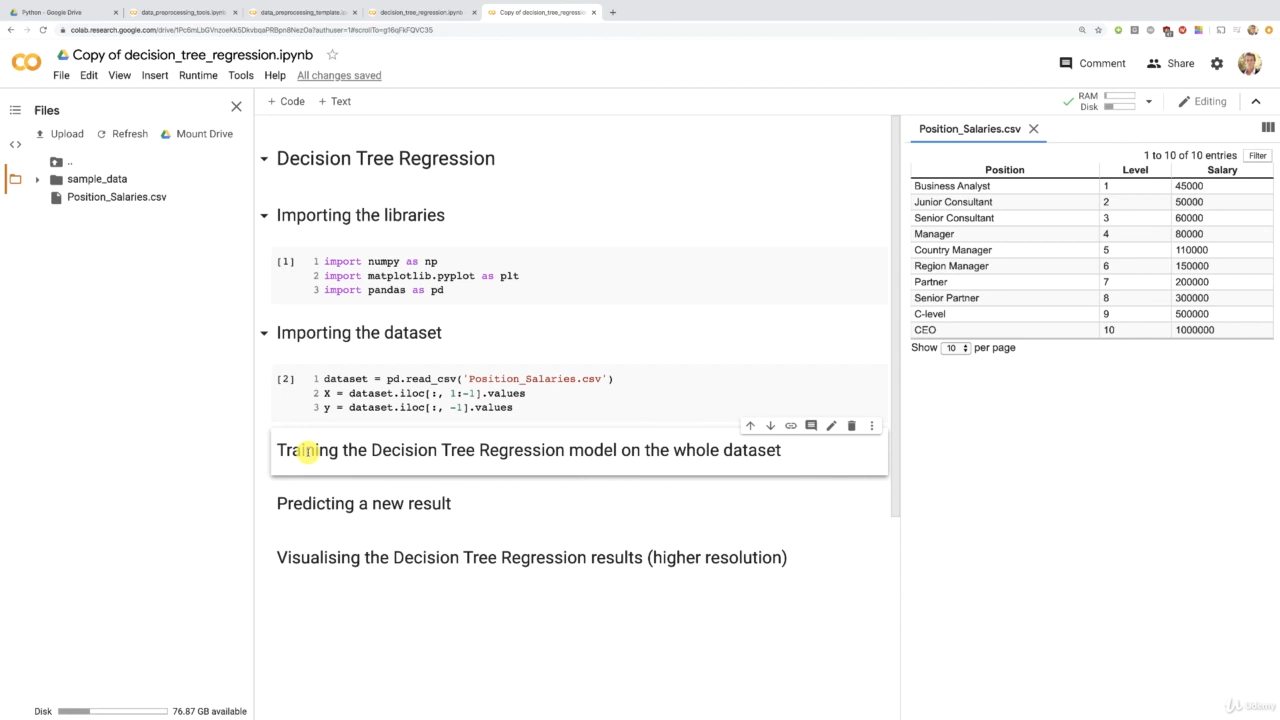 Python - Google Drive
data_preprocessing_tools.ic
data_preprocessing_template.ic
decision_tree_regression.ipynb
Copy of decision_tree_regressi
Copy of decision_tree_regression.ipynb
File Edit View Insert Runtime Tools Help All changes saved
Comment Share
Files
Upload Refresh Mount Drive
..
sample_data
Position_Salaries.csv
+ Code + Text
RAM
Disk
Editing
Decision Tree Regression
Importing the libraries
[1] 1 import numpy as np
2 import matplotlib.pyplot as plt
3 import pandas as pd
Importing the dataset
[2] 1 dataset = pd.read_csv('Position_Salaries.csv')
2 X = dataset.iloc[:, 1:-1].values
3 y = dataset.iloc[:, -1].values
Training the Decision Tree Regression model on the whole dataset
Predicting a new result
Visualising the Decision Tree Regression results (higher resolution)
Position_Salaries.csv
1 to 10 of 10 entries Filter
Position Level Salary
Business Analyst 1 45000
Junior Consultant 2 50000
Senior Consultant 3 60000
Manager 4 80000
Country Manager 5 110000
Region Manager 6 150000
Partner 7 200000
Senior Partner 8 300000
C-level 9 500000
CEO 10 1000000
Show 10 per page
Disk 76.87 GB available
Udemy